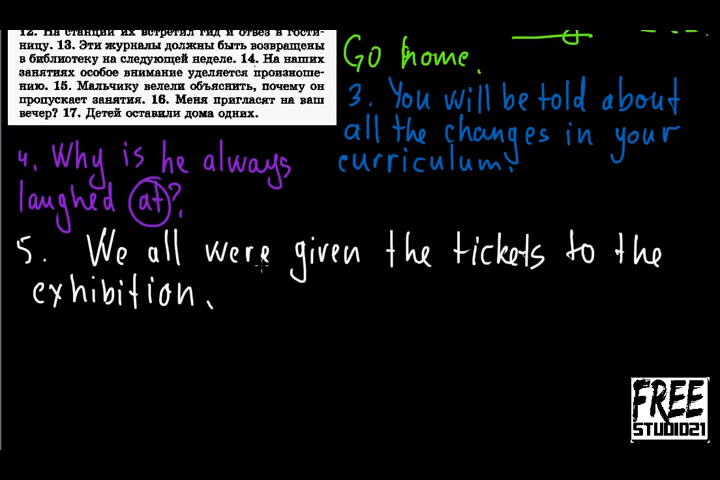 12. На станции их встретил гид и отвез в гости-
ницу. 13. Эти журналы должны быть возвращены
в библиотеку на следующей неделе. 14. На наших
занятиях особое внимание уделяется произноше-
нию. 15. Мальчику велели объяснить, почему он
пропускает занятия. 16. Меня пригласят на ваш
вечер? 17. Детей оставили дома одних.
Go home.
3. You will be told about
all the changes in your
curriculum.
4. Why is he always
laughed at?
5. We all were given the tickets to the
exhibition.
FREE
STUDIO21